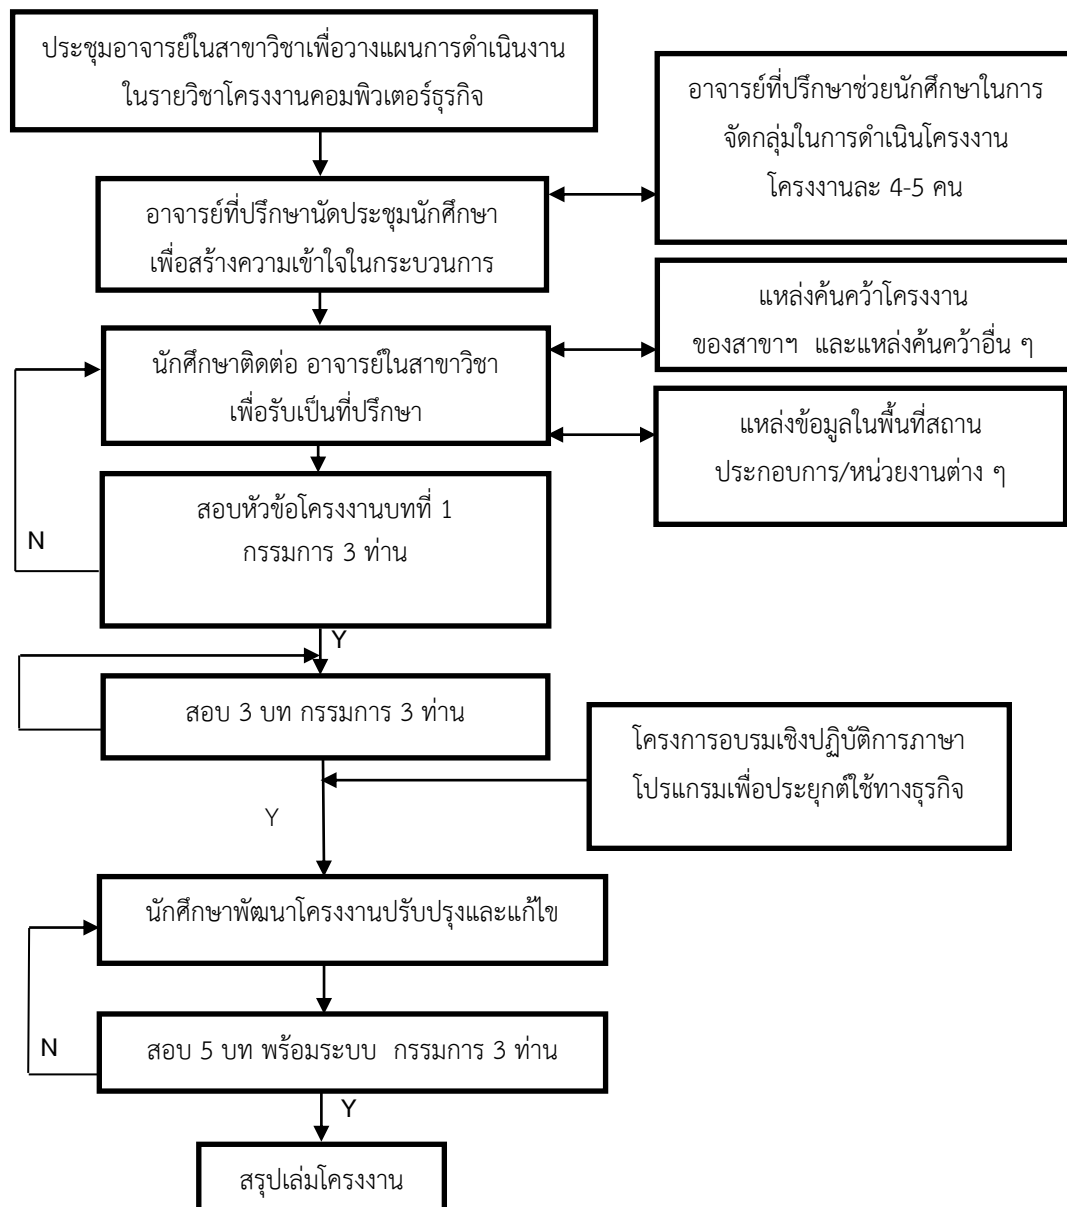 ประชุมอาจารย์ในสาขาวิชาเพื่อวางแผนการดำเนินงาน
ในรายวิชาโครงงานคอมพิวเตอร์ธุรกิจ
อาจารย์ที่ปรึกษาช่วยนักศึกษาในการ
จัดกลุ่มในการดำเนินโครงงาน
โครงงานละ 4-5 คน
อาจารย์ที่ปรึกษานัดประชุมนักศึกษา
เพื่อสร้างความเข้าใจในกระบวนการ
แหล่งค้นคว้าโครงงาน
ของสาขาฯ และแหล่งค้นคว้าอื่น ๆ
นักศึกษาติดต่อ อาจารย์ในสาขาวิชา
เพื่อรับเป็นที่ปรึกษา
แหล่งข้อมูลในพื้นที่สถาน
ประกอบการ/หน่วยงานต่าง ๆ
สอบหัวข้อโครงงานบทที่ 1
กรรมการ 3 ท่าน
N
Y
สอบ 3 บท กรรมการ 3 ท่าน
โครงการอบรมเชิงปฏิบัติการภาษา
โปรแกรมเพื่อประยุกต์ใช้ทางธุรกิจ
Y
นักศึกษาพัฒนาโครงงานปรับปรุงและแก้ไข
N
สอบ 5 บท พร้อมระบบ กรรมการ 3 ท่าน
Y
สรุปเล่มโครงงาน